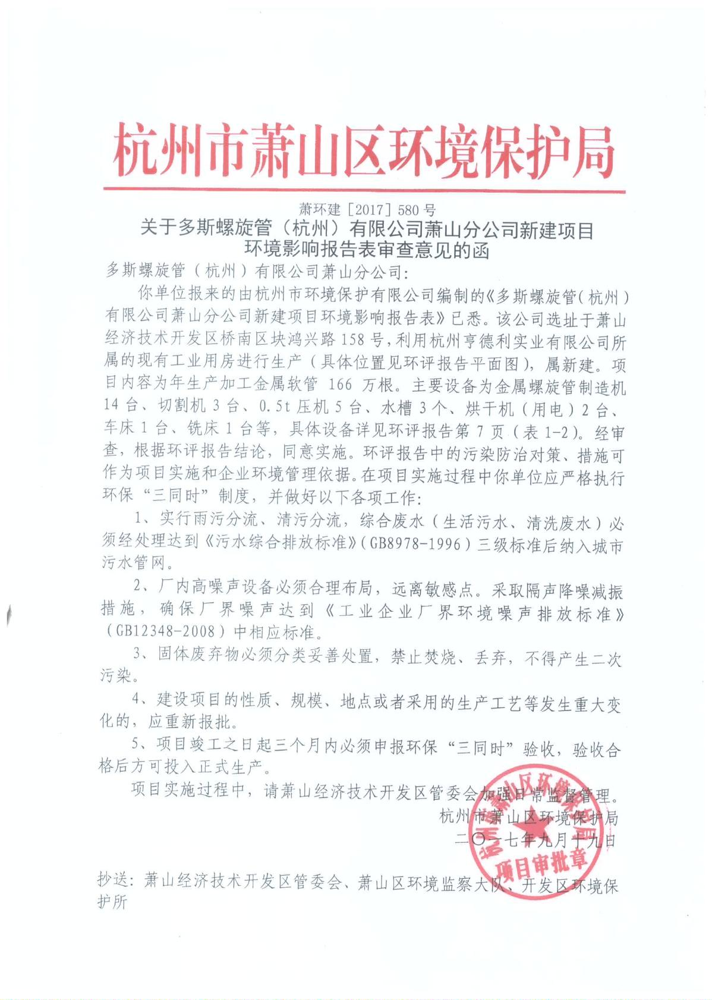 杭州市萧山区环境保护局
萧环建［2017］580号
关于多斯螺旋管（杭州）有限公司萧山分公司新建项目
环境影响报告表审查意见的函
多斯螺旋管（杭州）有限公司萧山分公司：
你单位报来的由杭州市环境保护有限公司编制的《多斯螺旋管（杭州）
有限公司萧山分公司新建项目环境影响报告表》已悉。该公司选址于萧山
经济技术开发区桥南区块鸿兴路158号，利用杭州亨德利实业有限公司所
属的现有工业用房进行生产（具体位置见环评报告平面图），属新建。项
目内容为年生产加工金属软管 166 万根。主要设备为金属螺旋管制造机
14台、切割机3台、0.5t压机5台、水槽3个、烘干机（用电）2台、
车床1台、铣床1台等，具体设备详见环评报告第7页（表1-2）。经审
查，根据环评报告结论，同意实施。环评报告中的污染防治对策、措施可
作为项目实施和企业环境管理依据。在项目实施过程中你单位应严格执行
环保“三同时”制度，并做好以下各项工作：
1、实行雨污分流、清污分流，综合废水（生活污水、清洗废水）必
须经处理达到《污水综合排放标准》（GB8978-1996）三级标准后纳入城市
污水管网。
2、厂内高噪声设备必须合理布局，远离敏感点。采取隔声降噪减振
措施，确保厂界噪声达到《工业企业厂界环境噪声排放标准》
（GB12348-2008）中相应标准。
3、固体废弃物必须分类妥善处置，禁止焚烧、丢弃，不得产生二次
污染。
4、建设项目的性质、规模、地点或者采用的生产工艺等发生重大变
化的，应重新报批。
5、项目竣工之日起三个月内必须申报环保“三同时”验收，验收合
格后方可投入正式生产。
项目实施过程中，请萧山经济技术开发区管委会加强日常监督管理。
杭州市萧山区环境保护局
二〇一七年九月十九日
杭州市萧山区环境保护局
项目审批章
抄送：萧山经济技术开发区管委会、萧山区环境监察大队、开发区环境保
护所